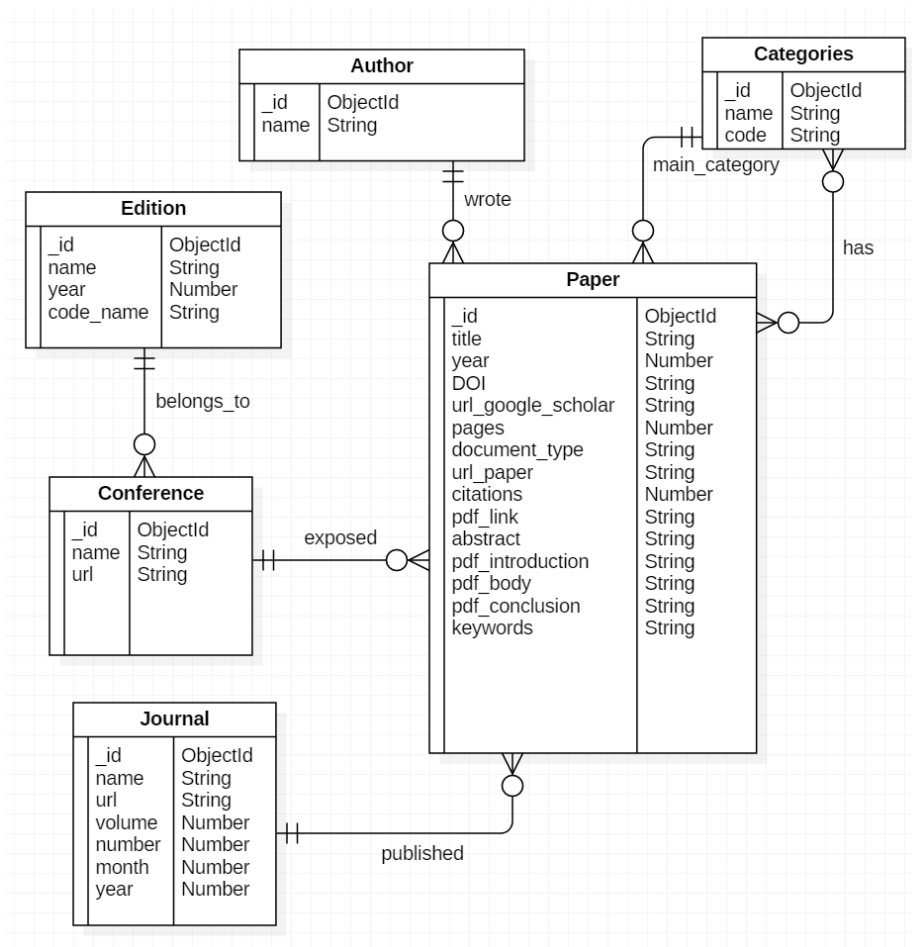 Author
_id ObjectId
name String
Categories
_id ObjectId
name String
code String
main_category
wrote
has
Edition
_id ObjectId
name String
year Number
code_name String
belongs_to
Paper
_id ObjectId
title String
year Number
DOI String
url_google_scholar String
pages Number
document_type String
url_paper String
citations Number
pdf_link String
abstract String
pdf_introduction String
pdf_body String
pdf_conclusion String
keywords String
Conference
_id ObjectId
name String
url String
exposed
Journal
_id ObjectId
name String
url String
volume Number
number Number
month Number
year Number
published